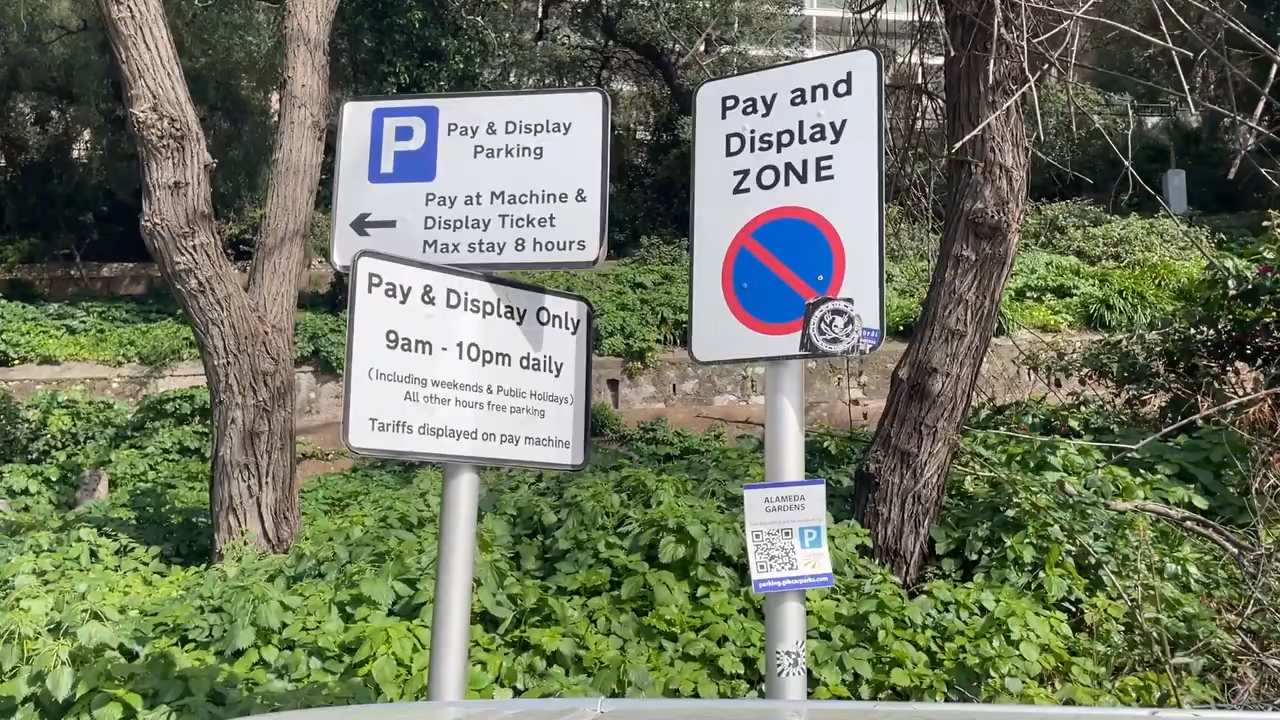 P
Pay & Display
Parking
Pay at Machine &
Display Ticket
Max stay 8 hours
Pay & Display Only
9am - 10pm daily
(Including weekends & Public Holidays)
All other hours free parking
Tariffs displayed on pay machine
Pay and
Display
ZONE
ALAMEDA
GARDENS
P
parking.gibcarparks.com